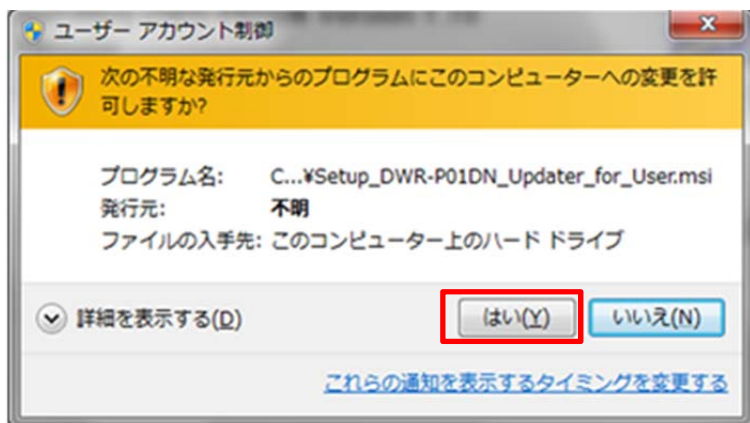 ユーザー アカウント制御
次の不明な発行元からのプログラムにこのコンピューターへの変更を許
可しますか?
プログラム名: C...¥Setup_DWR-P01DN_Updater_for_User.msi
発行元: 不明
ファイルの入手先: このコンピューター上のハード ドライブ
詳細を表示する(D) はい(Y) いいえ(N)
これらの通知を表示するタイミングを変更する